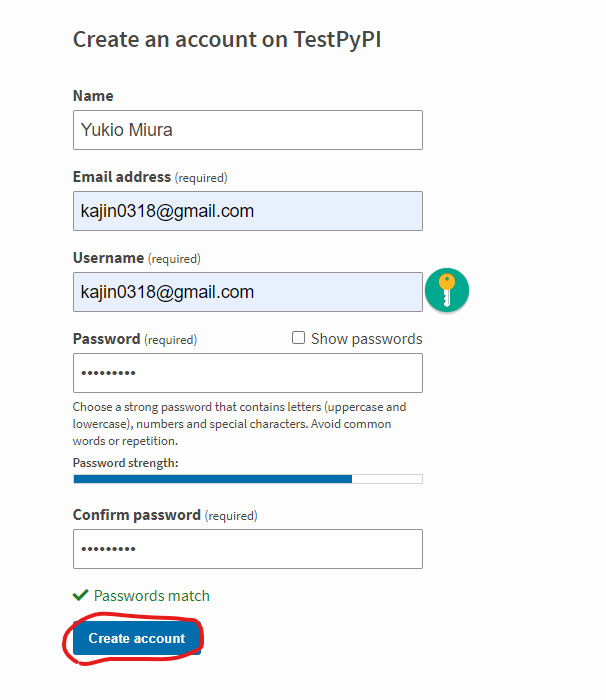 Create an account on TestPyPI
Name
Yukio Miura
Email address (required)
kajin0318@gmail.com
Username (required)
kajin0318@gmail.com
Password (required) Show passwords
•••••••••
Choose a strong password that contains letters (uppercase and
lowercase), numbers and special characters. Avoid common
words or repetition.
Password strength:
Confirm password (required)
•••••••••
Passwords match
Create account